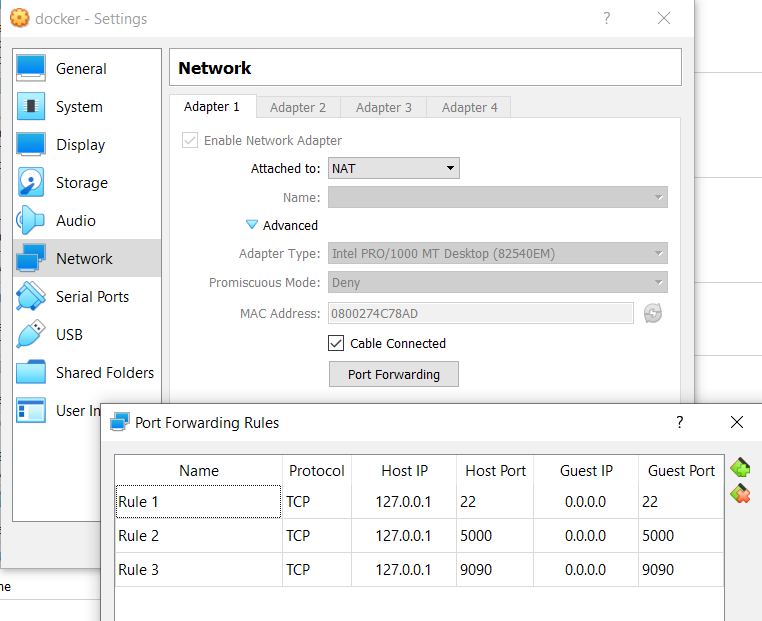 docker - Settings ?
General
System
Display
Storage
Audio
Network
Serial Ports
USB
Shared Folders
User In
Network
Adapter 1 Adapter 2 Adapter 3 Adapter 4
Enable Network Adapter
Attached to: NAT
Name:
Advanced
Adapter Type: Intel PRO/1000 MT Desktop (82540EM)
Promiscuous Mode: Deny
MAC Address: 0800274C78AD
Cable Connected
Port Forwarding
Port Forwarding Rules ?
Name Protocol Host IP Host Port Guest IP Guest Port
Rule 1 TCP 127.0.0.1 22 0.0.0.0 22
Rule 2 TCP 127.0.0.1 5000 0.0.0.0 5000
Rule 3 TCP 127.0.0.1 9090 0.0.0.0 9090
ne